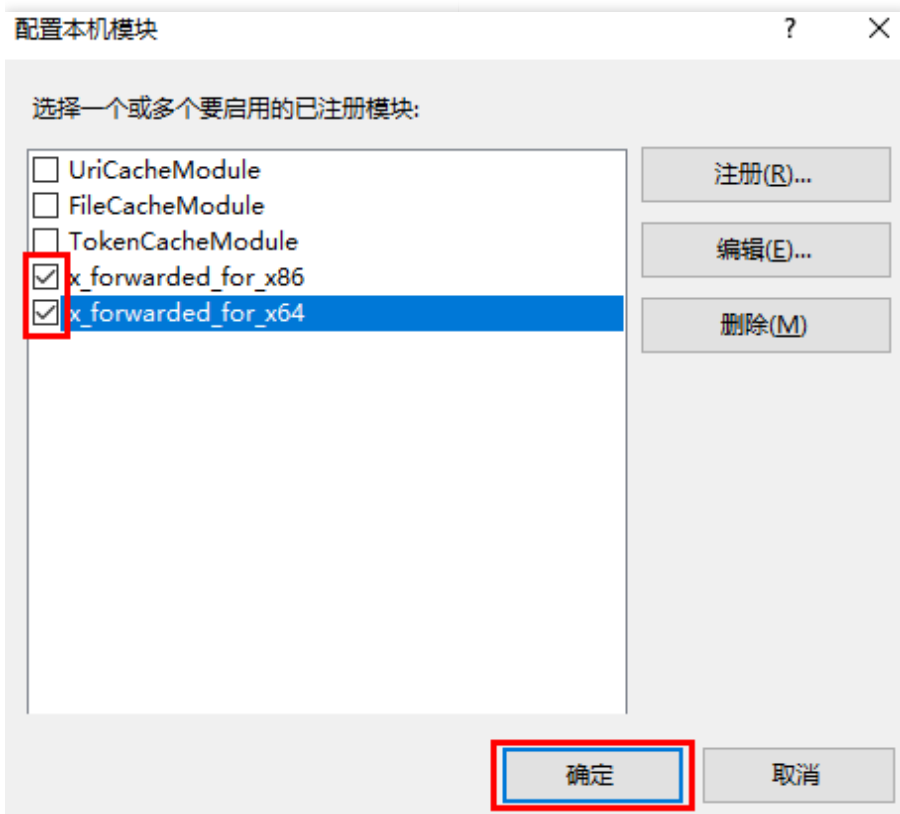 配置本机模块 ?
选择一个或多个要启用的已注册模块:
UriCacheModule
FileCacheModule
TokenCacheModule
x_forwarded_for_x86
x_forwarded_for_x64
注册(R)...
编辑(E)...
删除(M)
确定 取消